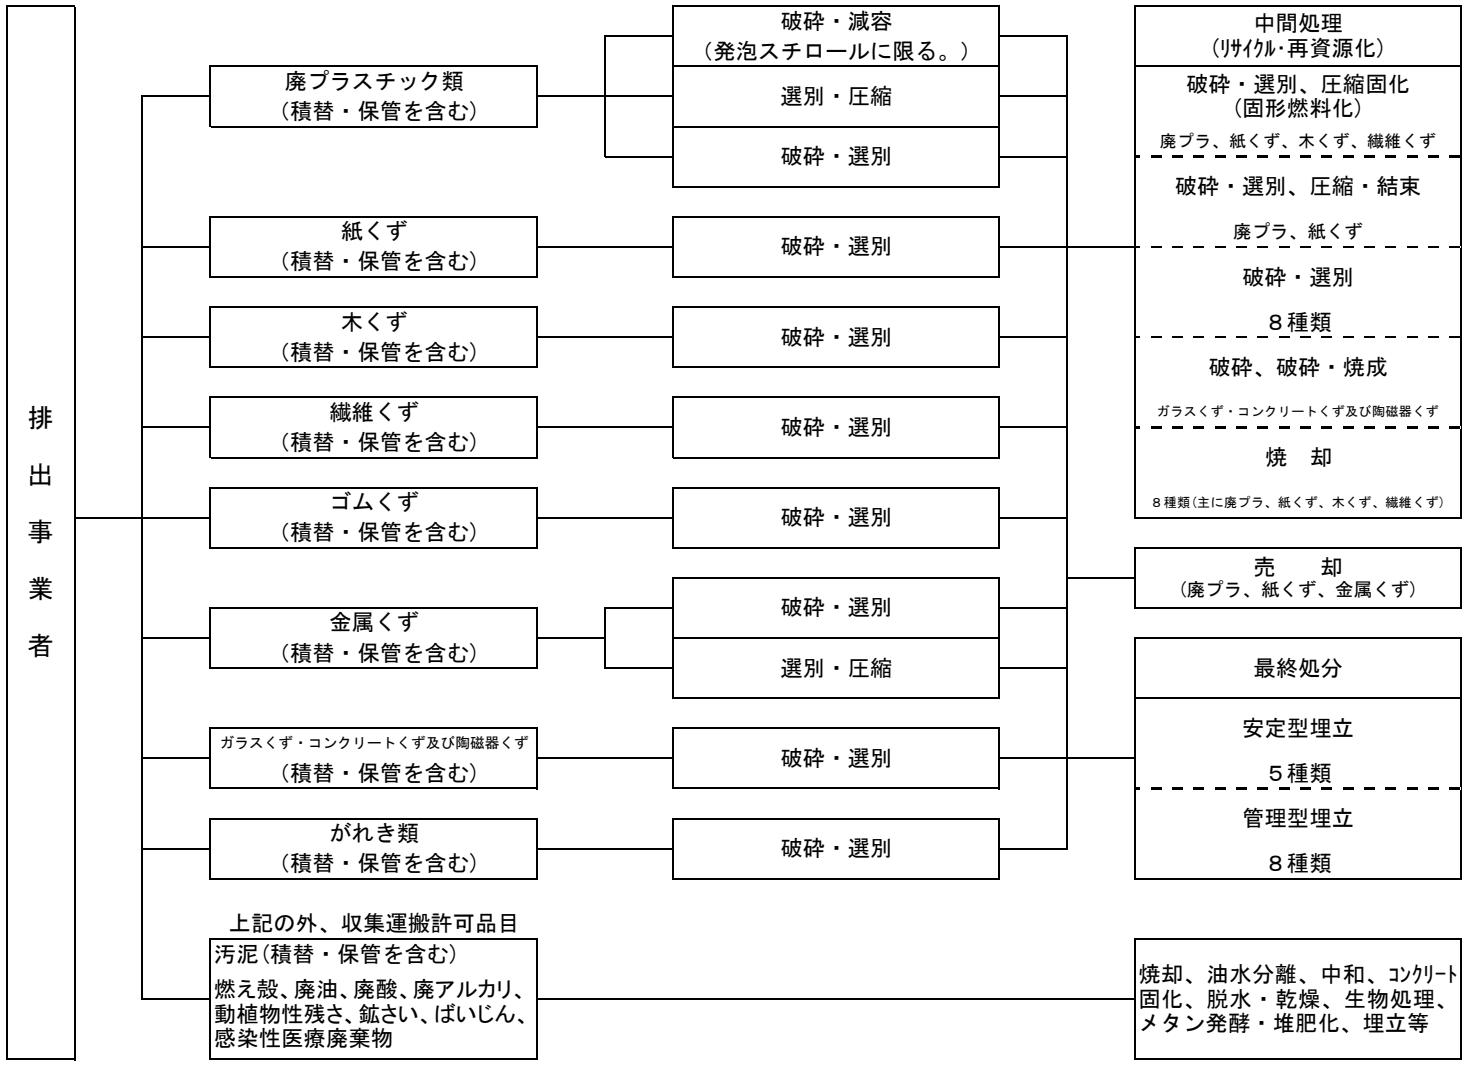 排出事業者
廃プラスチック類
(積替・保管を含む)
紙くず
(積替・保管を含む)
木くず
(積替・保管を含む)
繊維くず
(積替・保管を含む)
ゴムくず
(積替・保管を含む)
金属くず
(積替・保管を含む)
ガラスくず・コンクリートくず及び陶磁器くず
(積替・保管を含む)
がれき類
(積替・保管を含む)
上記の外、収集運搬許可品目
汚泥(積替・保管を含む)
燃え殻、廃油、廃酸、廃アルカリ、
動植物性残さ、鉱さい、ばいじん、
感染性医療廃棄物
破砕・減容
(発泡スチロールに限る。)
選別・圧縮
破砕・選別
破砕・選別
破砕・選別
破砕・選別
破砕・選別
破砕・選別
選別・圧縮
破砕・選別
破砕・選別
中間処理
(ﾘｻｲｸﾙ･再資源化)
破砕・選別、圧縮固化
(固形燃料化)
廃プラ、紙くず、木くず、繊維くず
破砕・選別、圧縮・結束
廃プラ、紙くず
破砕・選別
８種類
破砕、破砕・焼成
ガラスくず・コンクリートくず及び陶磁器くず
焼　却
８種類(主に廃プラ、紙くず、木くず、繊維くず)
売　　却
(廃プラ、紙くず、金属くず)
最終処分
安定型埋立
５種類
管理型埋立
８種類
焼却、油水分離、中和、ｺﾝｸﾘｰﾄ
固化、脱水・乾燥、生物処理、
メタン発酵・堆肥化、埋立等